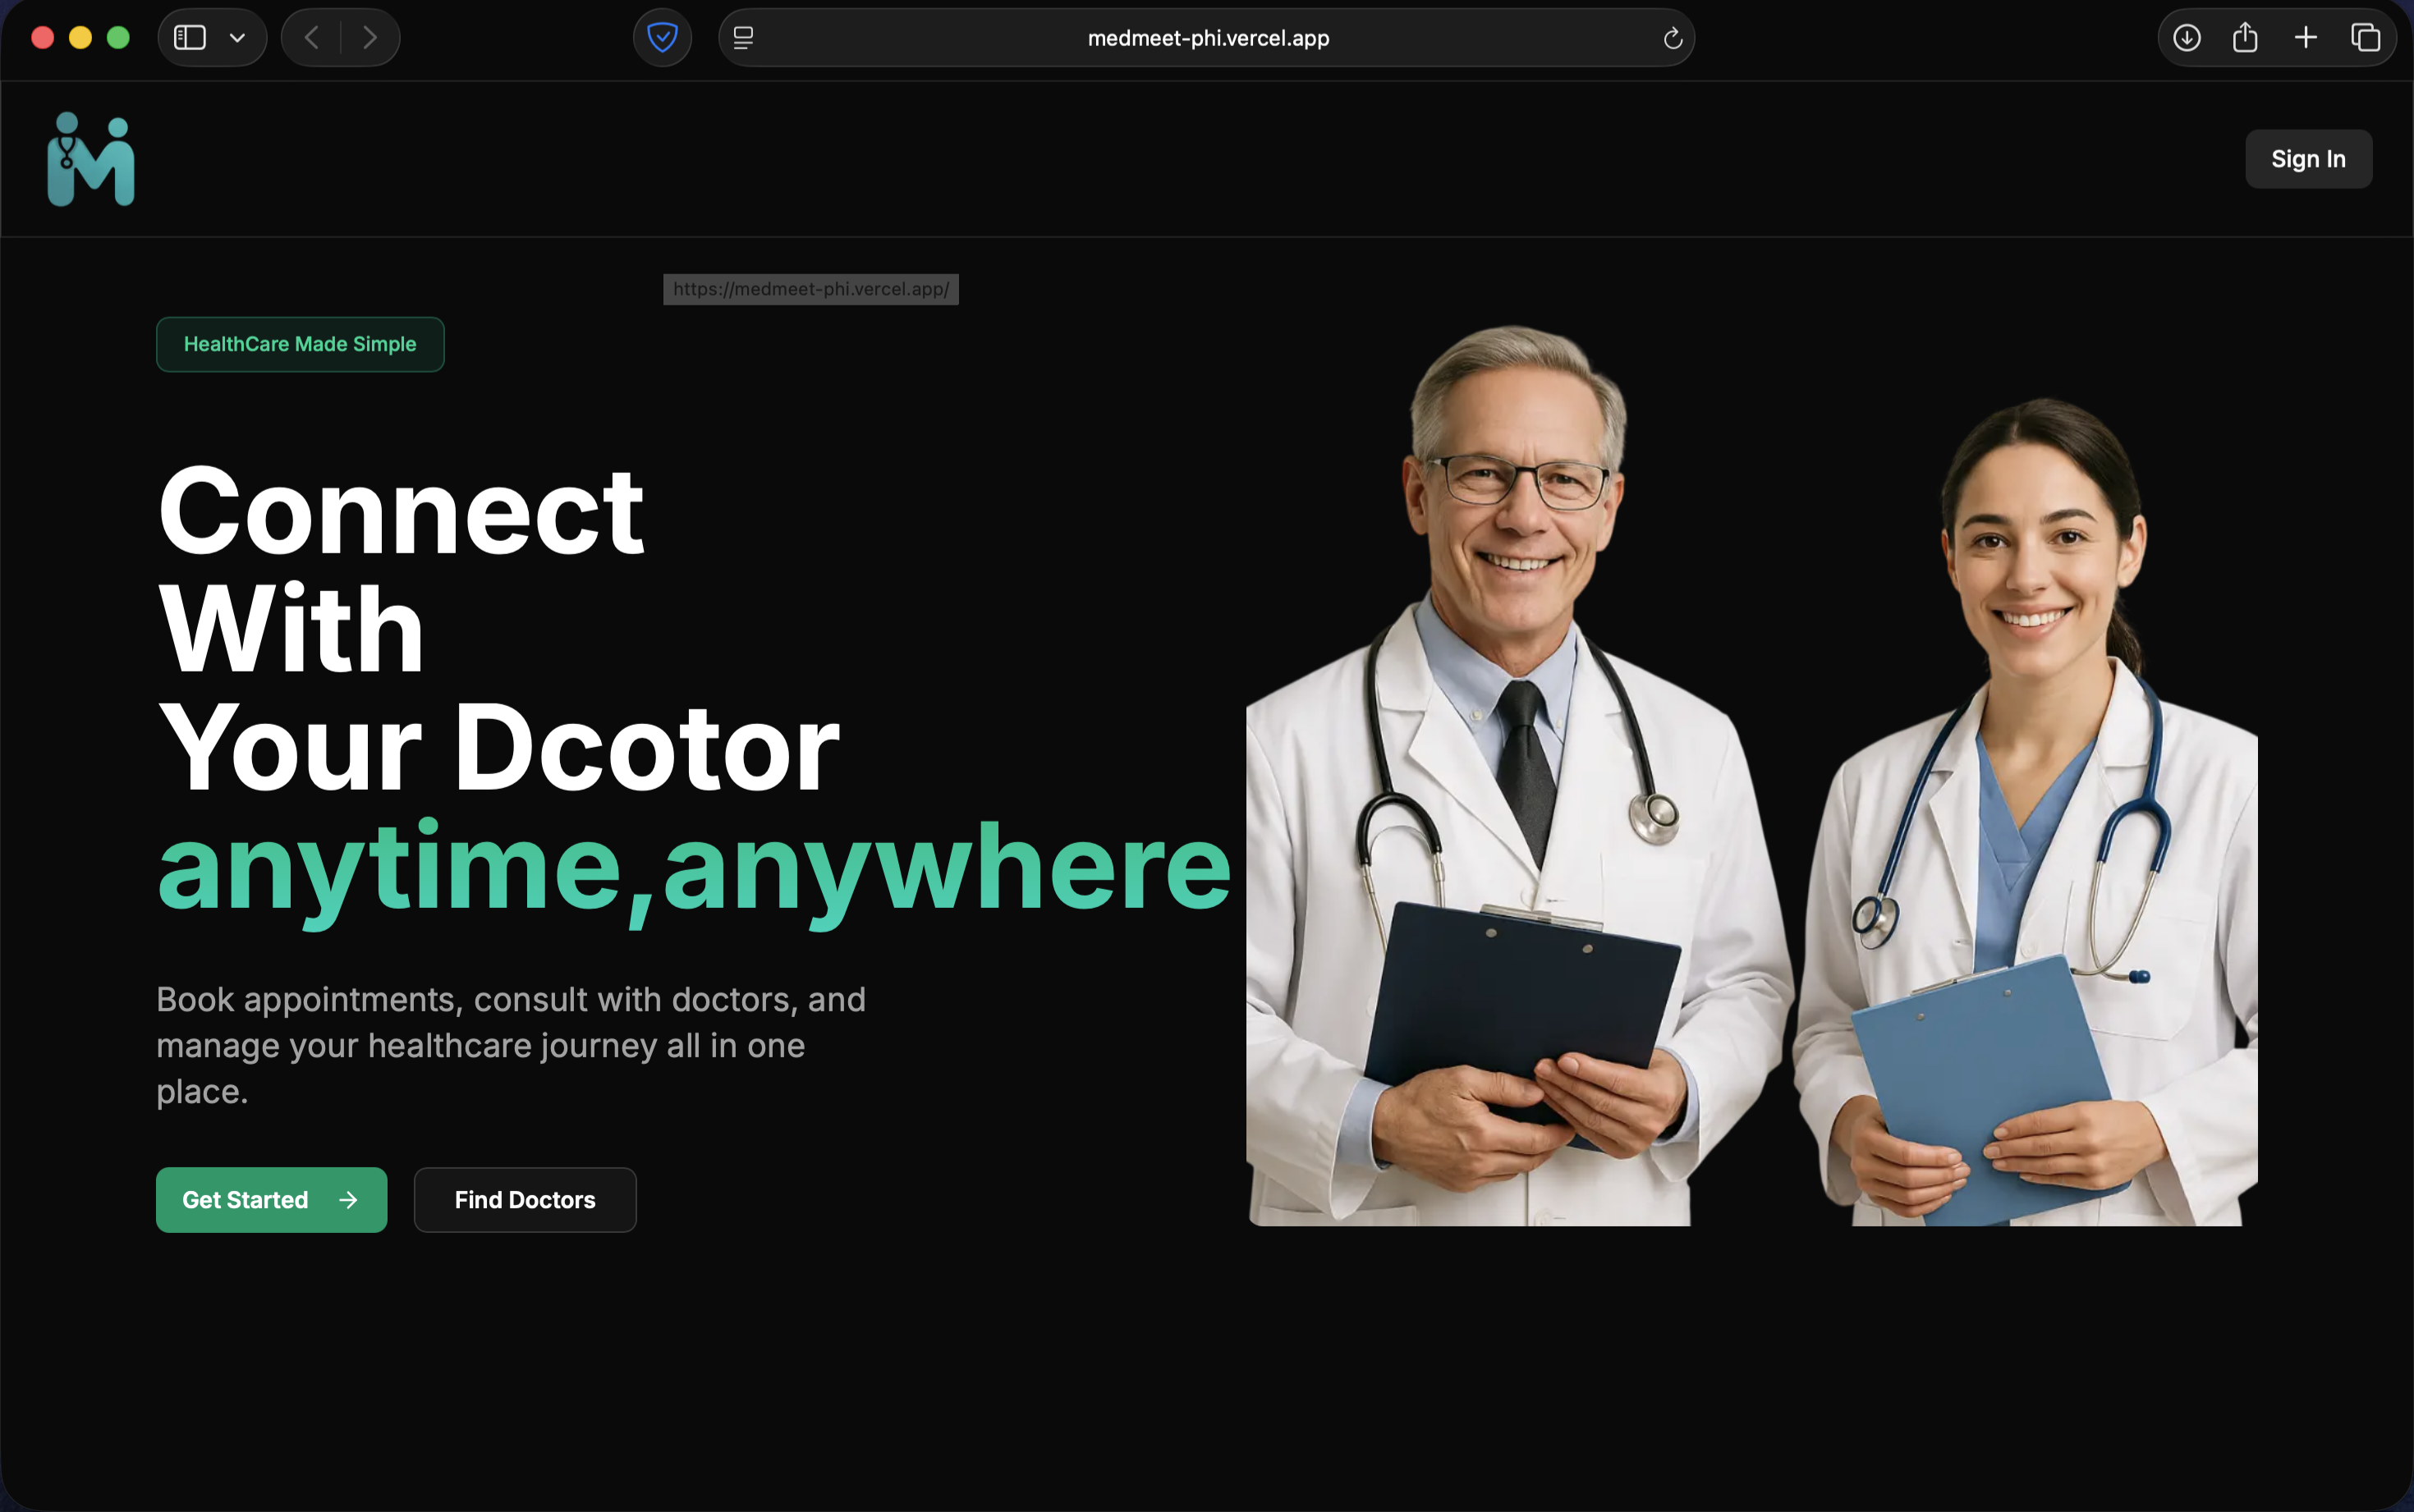 medmeet-phi.vercel.app
M
Sign In
https://medmeet-phi.vercel.app/
HealthCare Made Simple
Connect
With
Your Dcotor
anytime,anywhere
Book appointments, consult with doctors, and
manage your healthcare journey all in one
place.
Get Started
Find Doctors